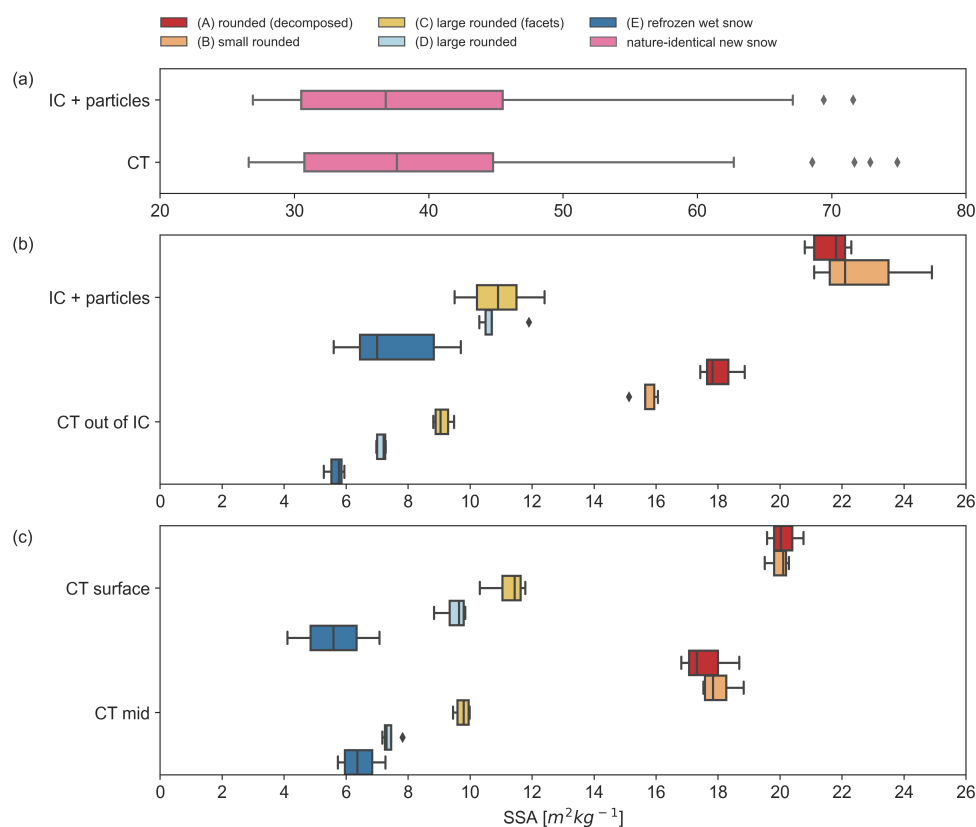 (A) rounded (decomposed) (C) large rounded (facets) (E) refrozen wet snow
(B) small rounded (D) large rounded nature-identical new snow
(a)
IC + particles
CT
20 30 40 50 60 70 80
(b)
IC + particles
CT out of IC
0 2 4 6 8 10 12 14 16 18 20 22 24 26
(c)
CT surface
CT mid
0 2 4 6 8 10 12 14 16 18 20 22 24 26
SSA [m²kg⁻¹]